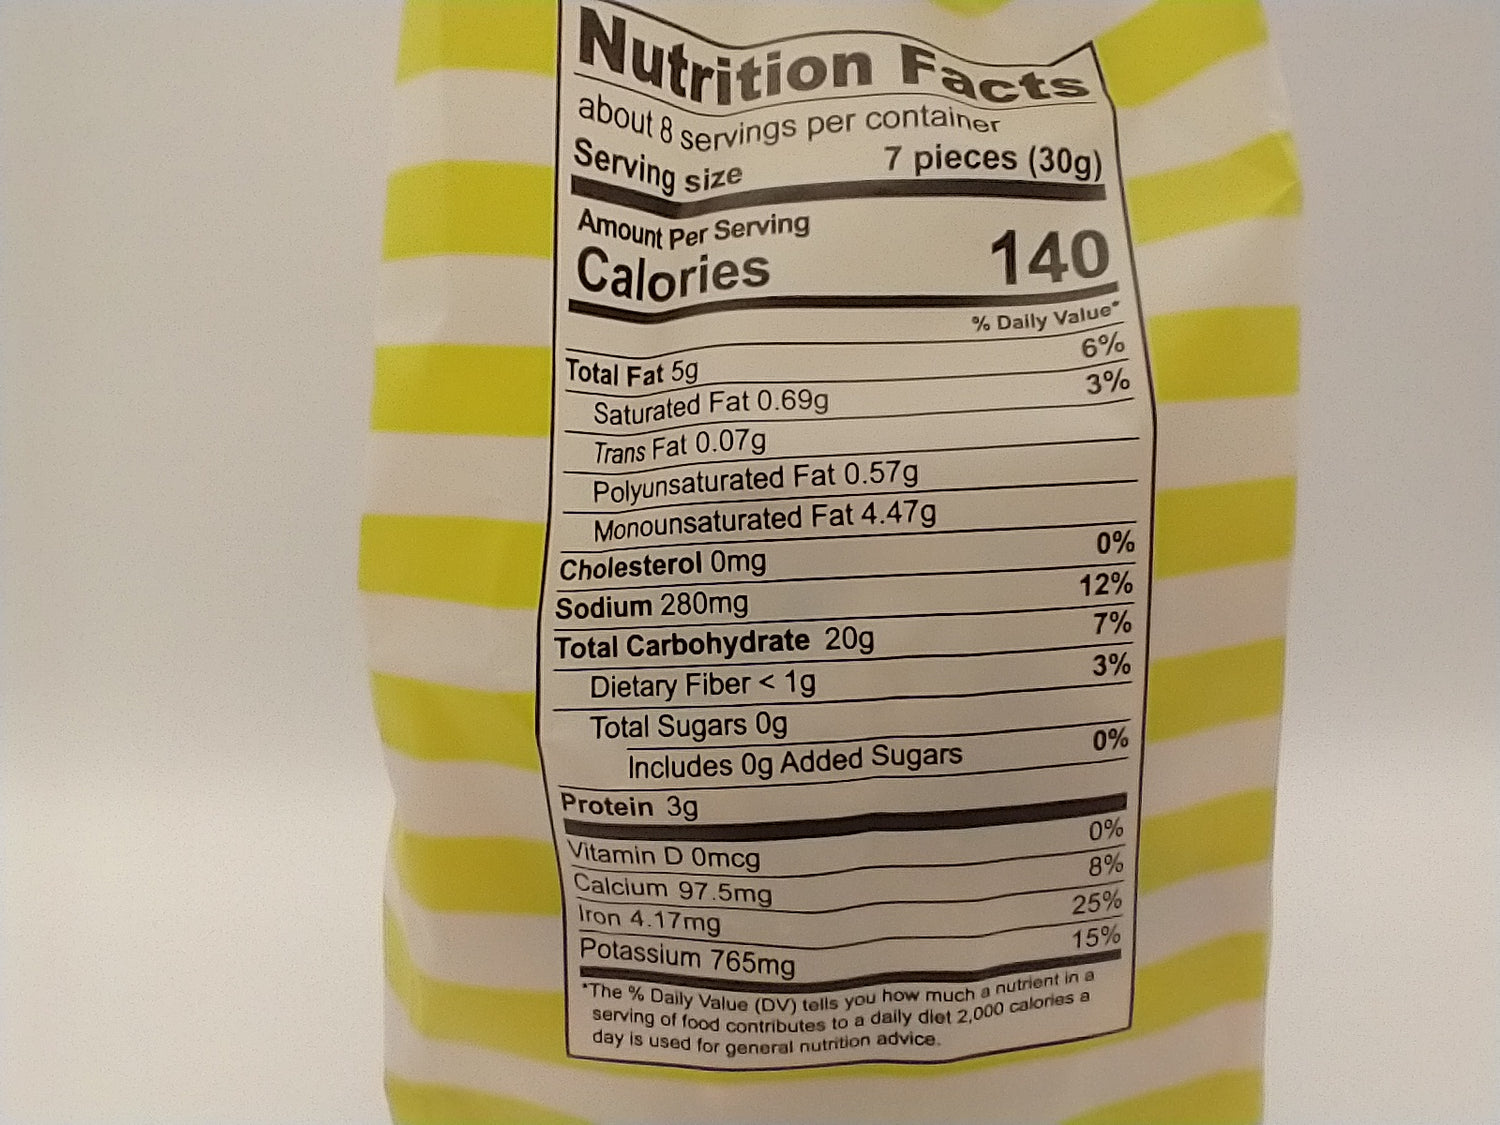 Nutrition Facts
about 8 servings per container
Serving size 7 pieces (30g)
Amount Per Serving
Calories 140
% Daily Value*
Total Fat 5g 6%
Saturated Fat 0.69g 3%
Trans Fat 0.07g
Polyunsaturated Fat 0.57g
Monounsaturated Fat 4.47g
Cholesterol 0mg 0%
Sodium 280mg 12%
Total Carbohydrate 20g 7%
Dietary Fiber < 1g 3%
Total Sugars 0g
Includes 0g Added Sugars 0%
Protein 3g
Vitamin D 0mcg 0%
Calcium 97.5mg 8%
Iron 4.17mg 25%
Potassium 765mg 15%
*The % Daily Value (DV) tells you how much a nutrient in a
serving of food contributes to a daily diet 2,000 calories a
day is used for general nutrition advice.